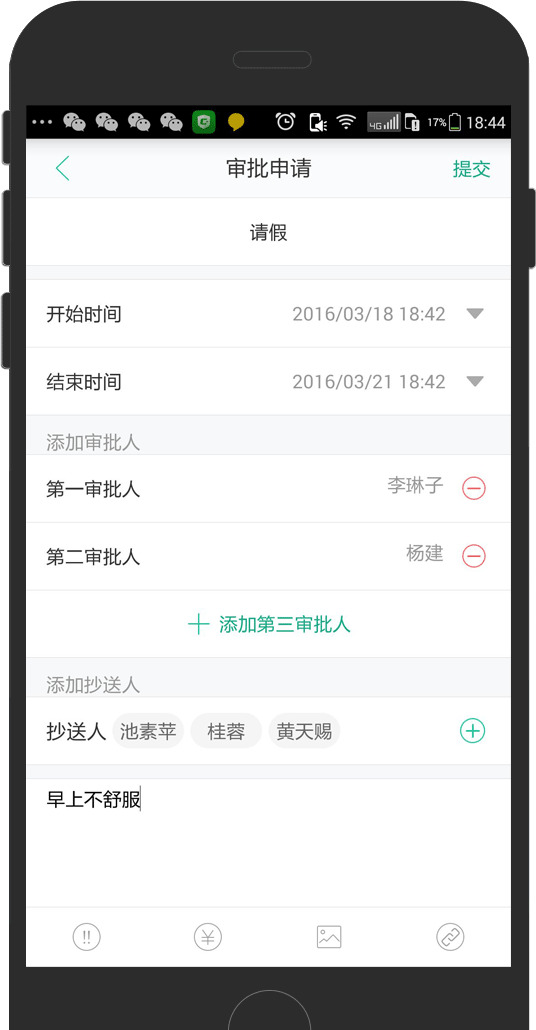 4G 17% 18:44
审批申请 提交
请假
开始时间 2016/03/18 18:42
结束时间 2016/03/21 18:42
添加审批人
第一审批人 李琳子
第二审批人 杨建
添加第三审批人
添加抄送人
抄送人 池素苹 桂蓉 黄天赐
早上不舒服